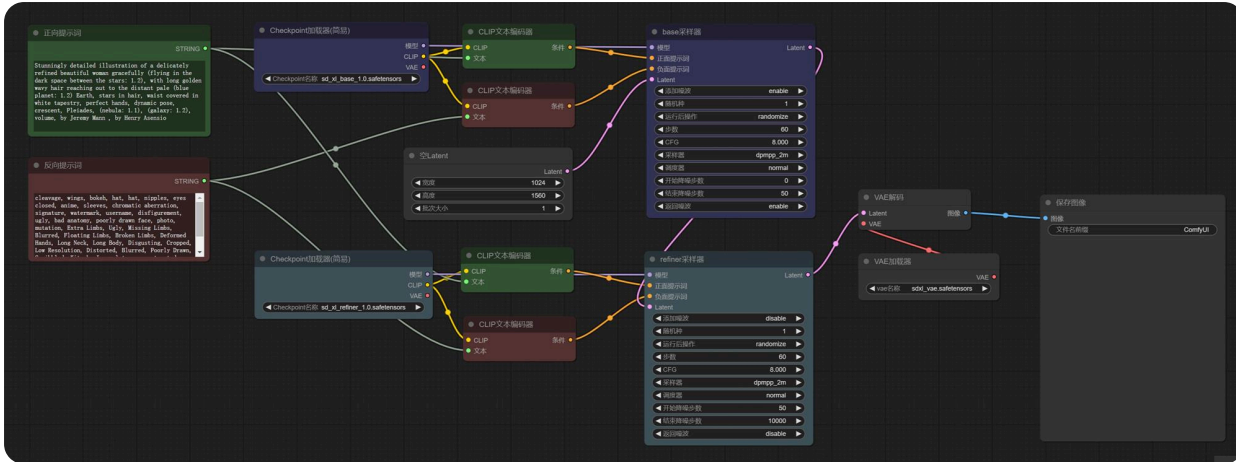 正向提示词
STRING
Stunningly detailed illustration of a delicately
refined beautiful woman gracefully (flying in the
dark space between the stars: 1.2), with long golden
wavy hair reaching out to the distant pale (blue
planet: 1.2) Earth, stars in hair, waist covered in
white tapestry, perfect hands, dynamic pose,
crescent, Pleiades, (nebula: 1.1), (galaxy: 1.2),
volume, by Jeremy Mann , by Henry Asensio
反向提示词
STRING
cleavage, wings, bokeh, hat, hat, nipples, eyes
closed, anime, sleeves, chromatic aberration,
signature, watermark, username, disfigurement,
ugly, bad anatomy, poorly drawn face, photo,
mutation, Extra Limbs, Ugly, Missing Limbs,
Blurred, Floating Limbs, Broken Limbs, Deformed
Hands, Long Neck, Long Body, Disgusting, Cropped,
Low Resolution, Distorted, Blurred, Poorly Drawn,
Checkpoint加载器(简易)
模型
CLIP
VAE
Checkpoint名称 sd_xl_base_1.0.safetensors
CLIP文本编码器
CLIP 条件
文本
CLIP文本编码器
CLIP 条件
文本
空Latent
Latent
宽度 1024
高度 1560
批次大小 1
base采样器
模型 Latent
正面提示词
负面提示词
Latent
添加噪波 enable
随机种 1
运行后操作 randomize
步数 60
CFG 8.000
采样器 dpmpp_2m
调度器 normal
开始降噪步数 0
结束降噪步数 50
返回噪波 enable
Checkpoint加载器(简易)
模型
CLIP
VAE
Checkpoint名称 sd_xl_refiner_1.0.safetensors
CLIP文本编码器
CLIP 条件
文本
CLIP文本编码器
CLIP 条件
文本
refiner采样器
模型 Latent
正面提示词
负面提示词
Latent
添加噪波 disable
随机种 1
运行后操作 randomize
步数 60
CFG 8.000
采样器 dpmpp_2m
调度器 normal
开始降噪步数 50
结束降噪步数 10000
返回噪波 disable
VAE解码
Latent 图像
VAE
VAE加载器
VAE
vae名称 sdxl_vae.safetensors
保存图像
图像
文件名前缀 ComfyUI